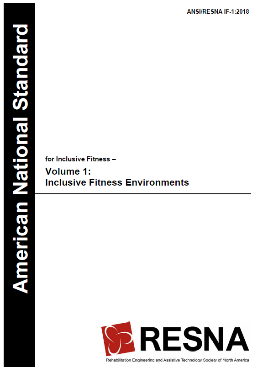 ANSI/RESNA IF-1:2018
American National Standard
for Inclusive Fitness –
Volume 1:
Inclusive Fitness Environments
RESNA
Rehabilitation Engineering and Assistive Technology Society of North America